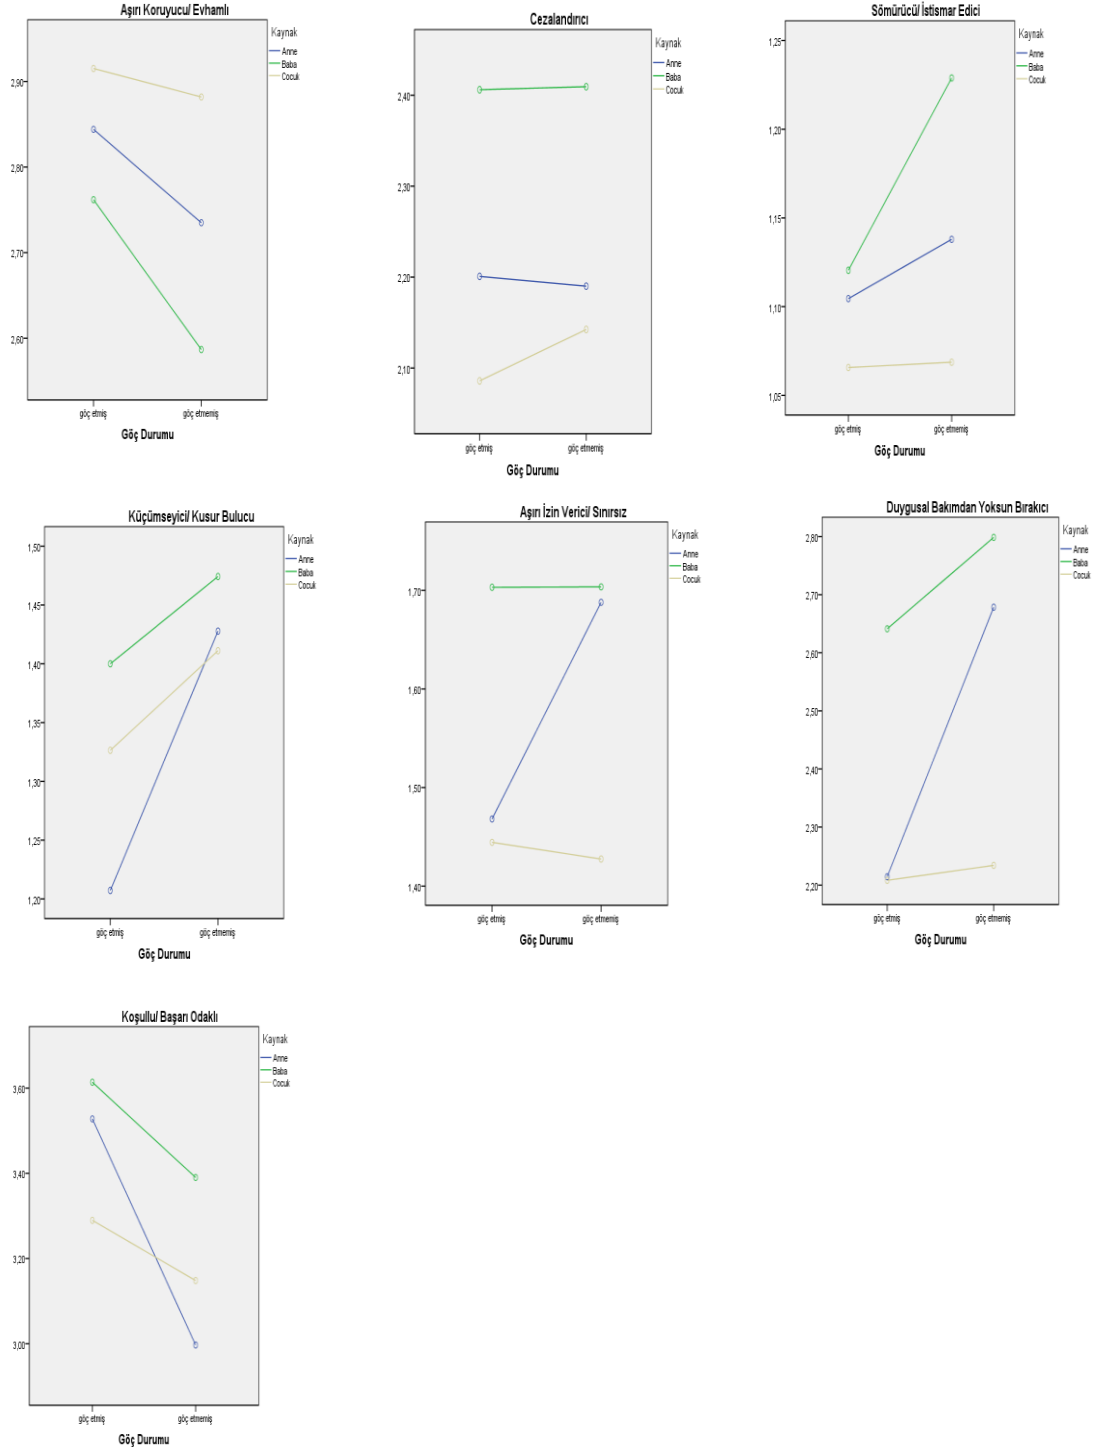 Aşırı Koruyucu/ Evhamlı
Kaynak
Anne
Baba
Cocuk
2,90
2,80
2,70
2,60
göç etmiş
göç etmemiş
Göç Durumu
Cezalandırıcı
Kaynak
Anne
Baba
Cocuk
2,40
2,30
2,20
2,10
göç etmiş
göç etmemiş
Göç Durumu
Sömürücü/ İstismar Edici
Kaynak
Anne
Baba
Cocuk
1,25
1,20
1,15
1,10
1,05
göç etmiş
göç etmemiş
Göç Durumu
Küçümseyici/ Kusur Bulucu
Kaynak
Anne
Baba
Cocuk
1,50
1,45
1,40
1,35
1,30
1,25
1,20
göç etmiş
göç etmemiş
Göç Durumu
Aşırı İzin Verici/ Sınırsız
Kaynak
Anne
Baba
Cocuk
1,70
1,60
1,50
1,40
göç etmiş
göç etmemiş
Göç Durumu
Duygusal Bakımdan Yoksun Bırakıcı
Kaynak
Anne
Baba
Cocuk
2,80
2,70
2,60
2,50
2,40
2,30
2,20
göç etmiş
göç etmemiş
Göç Durumu
Koşullu/ Başarı Odaklı
Kaynak
Anne
Baba
Cocuk
3,60
3,40
3,20
3,00
göç etmiş
göç etmemiş
Göç Durumu